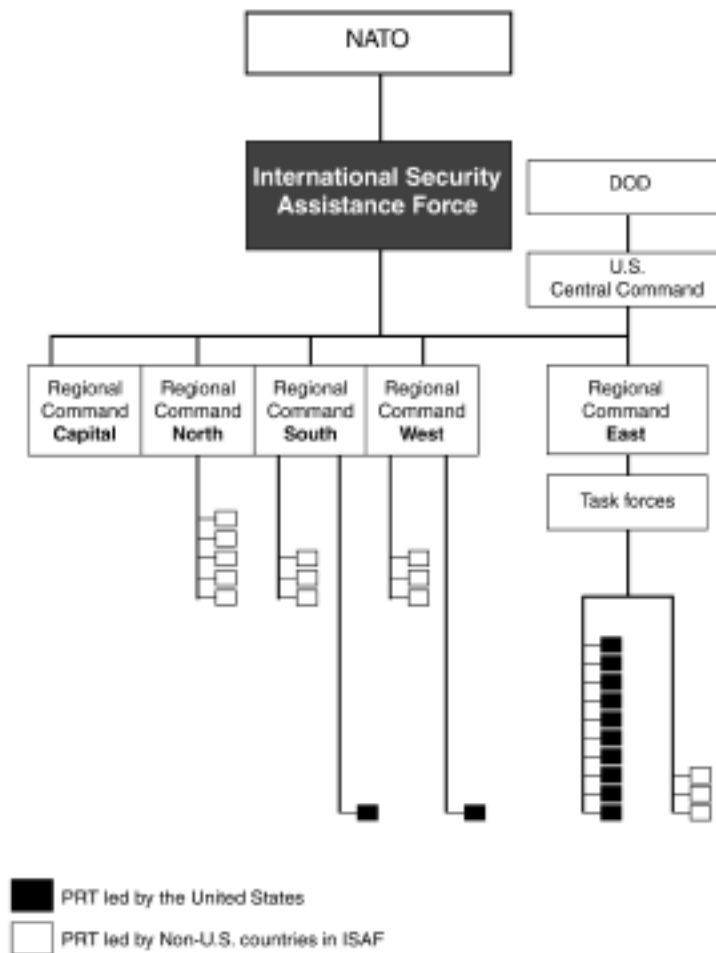 NATO
International Security
Assistance Force
DOD
U.S.
Central Command
Regional
Command
Capital
Regional
Command
North
Regional
Command
South
Regional
Command
West
Regional
Command
East
Task forces
PRT led by the United States
PRT led by Non-U.S. countries in ISAF